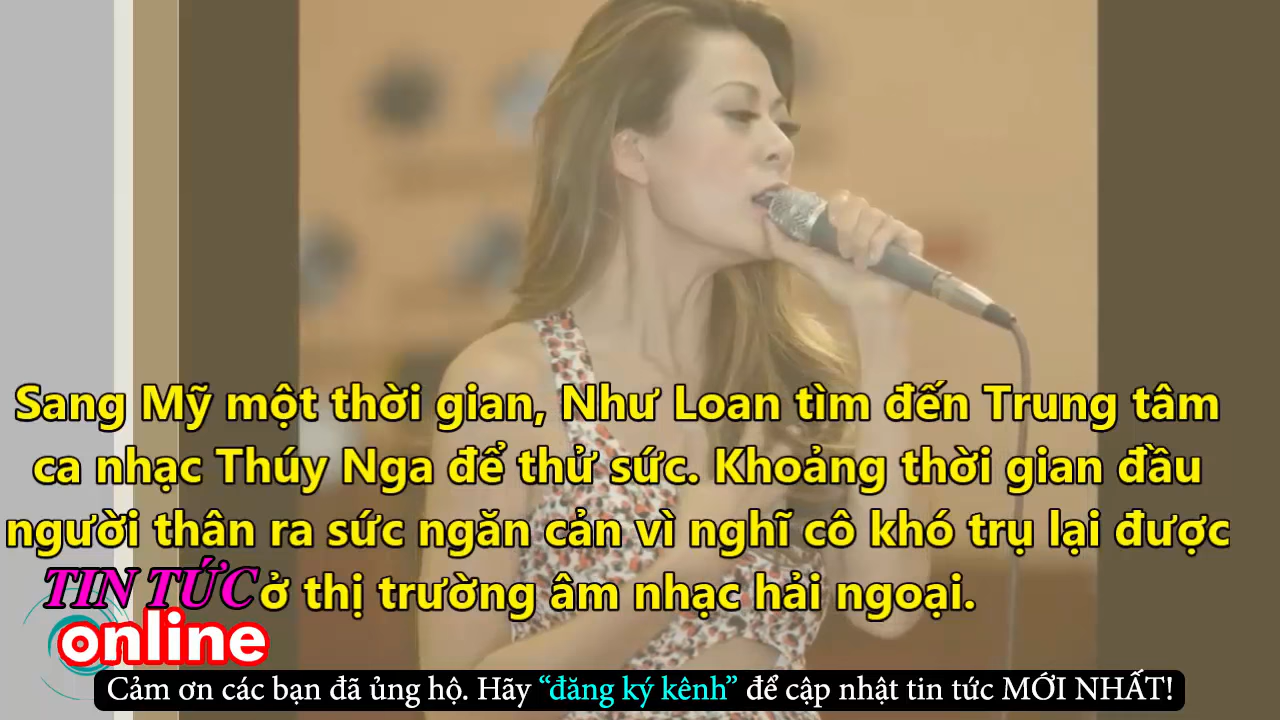 Sang Mỹ một thời gian, Như Loan tìm đến Trung tâm
ca nhạc Thúy Nga để thử sức. Khoảng thời gian đầu
người thân ra sức ngăn cản vì nghĩ cô khó trụ lại được
ở thị trường âm nhạc hải ngoại.
TIN TỨC
online
Cảm ơn các bạn đã ủng hộ. Hãy “đăng ký kênh” để cập nhật tin tức MỚI NHẤT!